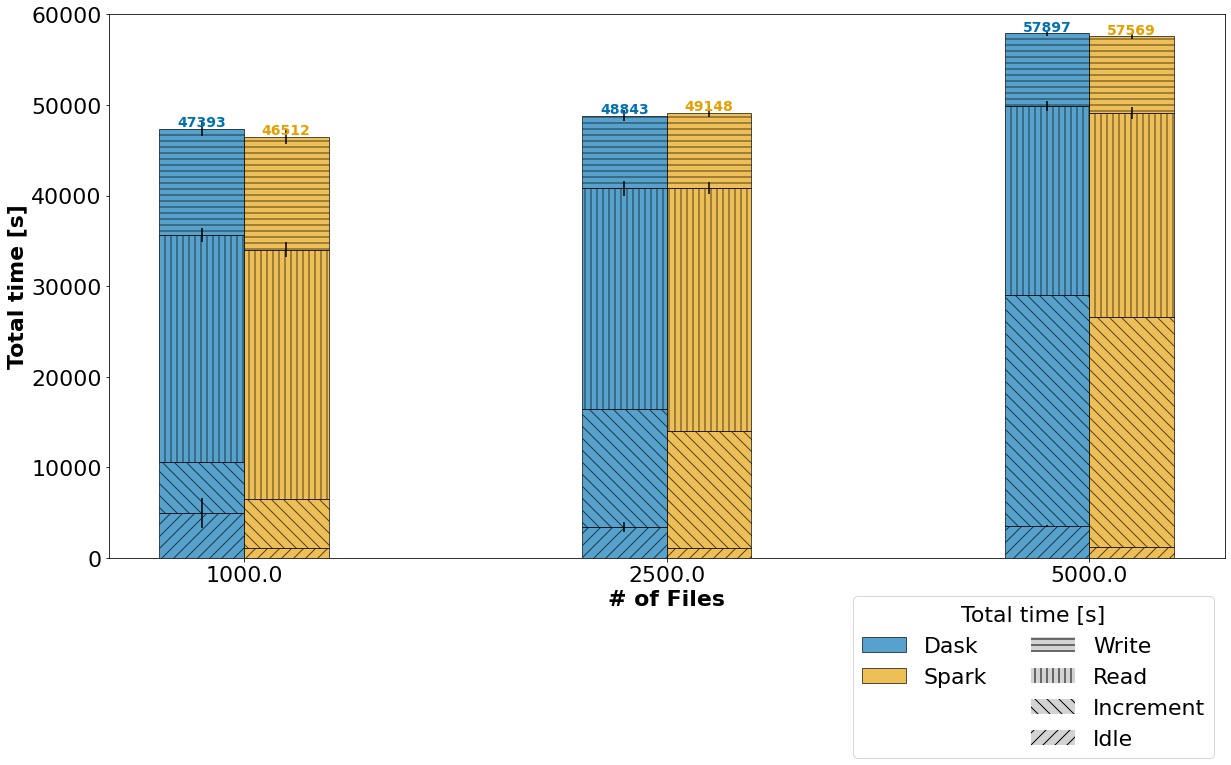 60000
50000
40000
30000
20000
10000
0
Total time [s]
47393
46512
48843
49148
57897
57569
1000.0
2500.0
5000.0
# of Files
Total time [s]
Dask
Spark
Write
Read
Increment
Idle